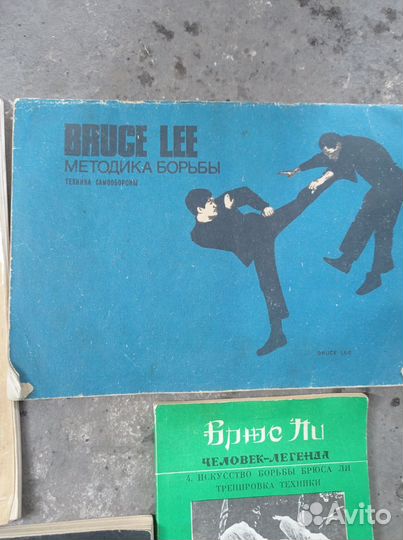 BRUCE LEE
МЕТОДИКА БОРЬБЫ
ТЕХНИКА САМООБОРОНЫ
BRUCE LEE
Брюс Ли
ЧЕЛОВЕК-ЛЕГЕНДА
4. ИСКУССТВО БОРЬБЫ БРЮСА ЛИ
ТРЕНИРОВКА ТЕХНИКИ
Avito